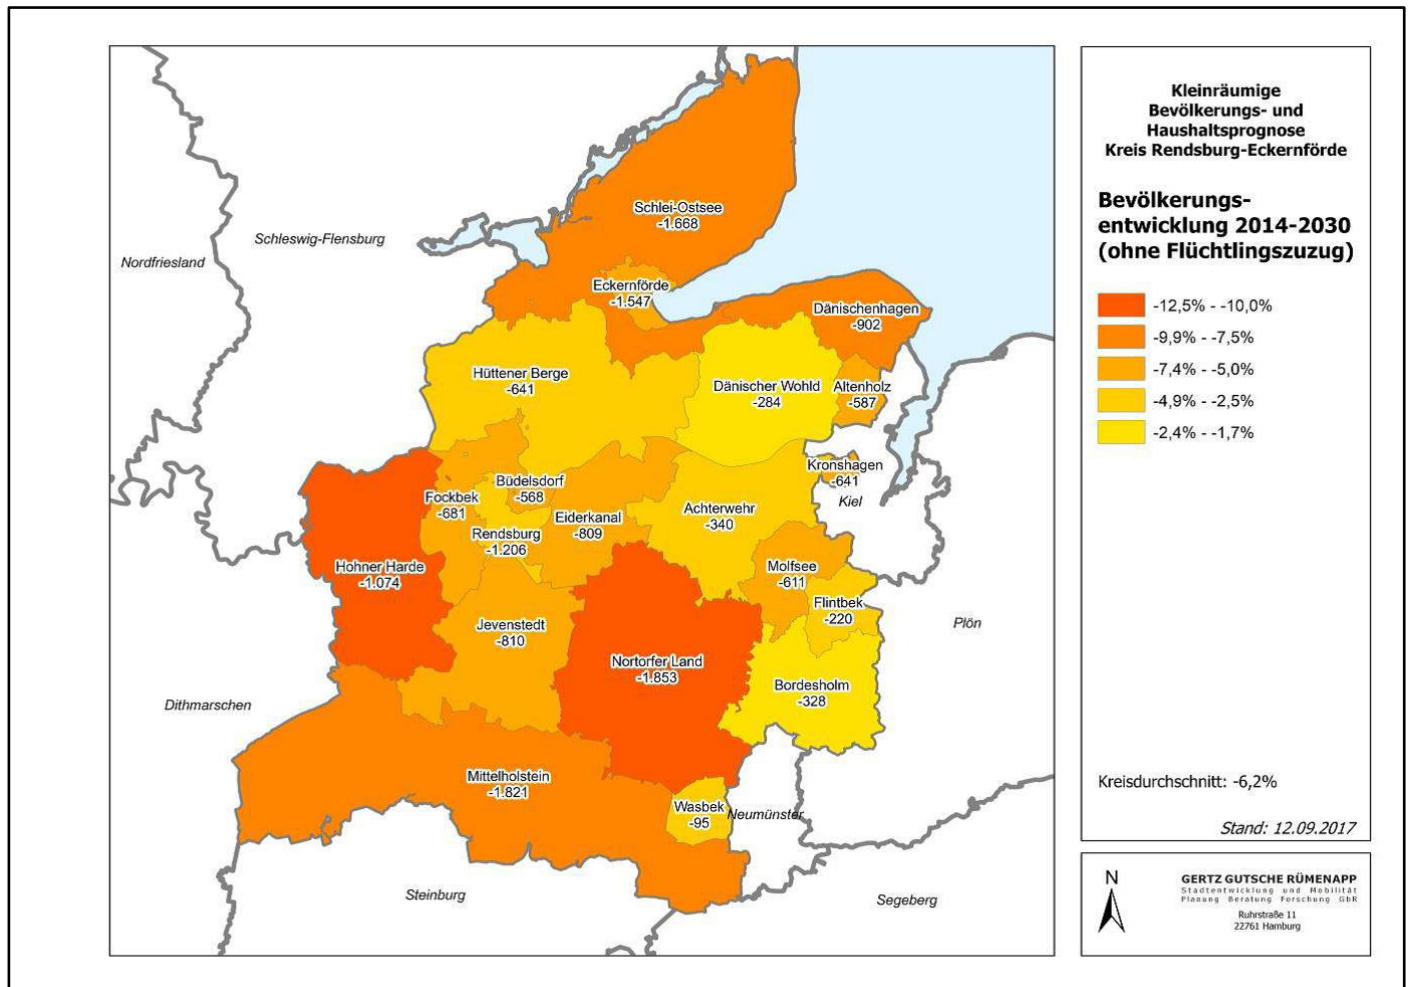 Schlei-Ostsee
-1.668
Schleswig-Flensburg
Nordfriesland
Eckernförde
-1.547
Dänischenhagen
-902
Hüttener Berge
-641
Dänischer Wohld
-284
Altenholz
-587
Kronshagen
-641
Kiel
Büdelsdorf
-568
Fockbek
-681
Achterwehr
-340
Eiderkanal
-809
Rendsburg
-1.206
Hohner Harde
-1.074
Molfsee
-611
Flintbek
-220
Plön
Jevenstedt
-810
Nortorfer Land
-1.853
Bordesholm
-328
Dithmarschen
Mittelholstein
-1.821
Wasbek
-95
Neumünster
Steinburg
Segeberg
Kleinräumige
Bevölkerungs- und
Haushaltsprognose
Kreis Rendsburg-Eckernförde
Bevölkerungs-
entwicklung 2014-2030
(ohne Flüchtlingszuzug)
-12,5% - -10,0%
-9,9% - -7,5%
-7,4% - -5,0%
-4,9% - -2,5%
-2,4% - -1,7%
Kreisdurchschnitt: -6,2%
Stand: 12.09.2017
N
GERTZ GUTSCHE RÜMENAPP
Stadtentwicklung und Mobilität
Planung Beratung Forschung GbR
Ruhrstraße 11
22761 Hamburg